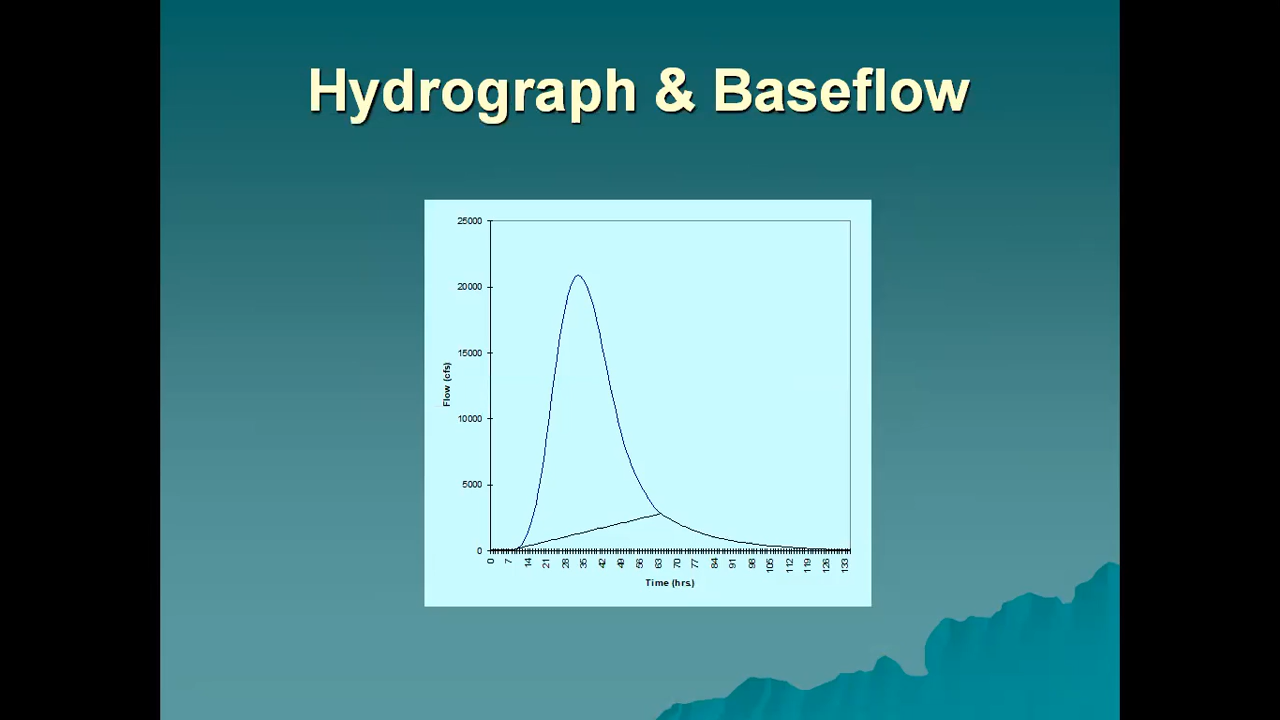 Hydrograph & Baseflow
25000
20000
15000
10000
5000
0
Flow (cfs)
0 7 14 21 28 35 42 49 56 63 70 77 84 91 98 105 112 119 126 133
Time (hrs.)